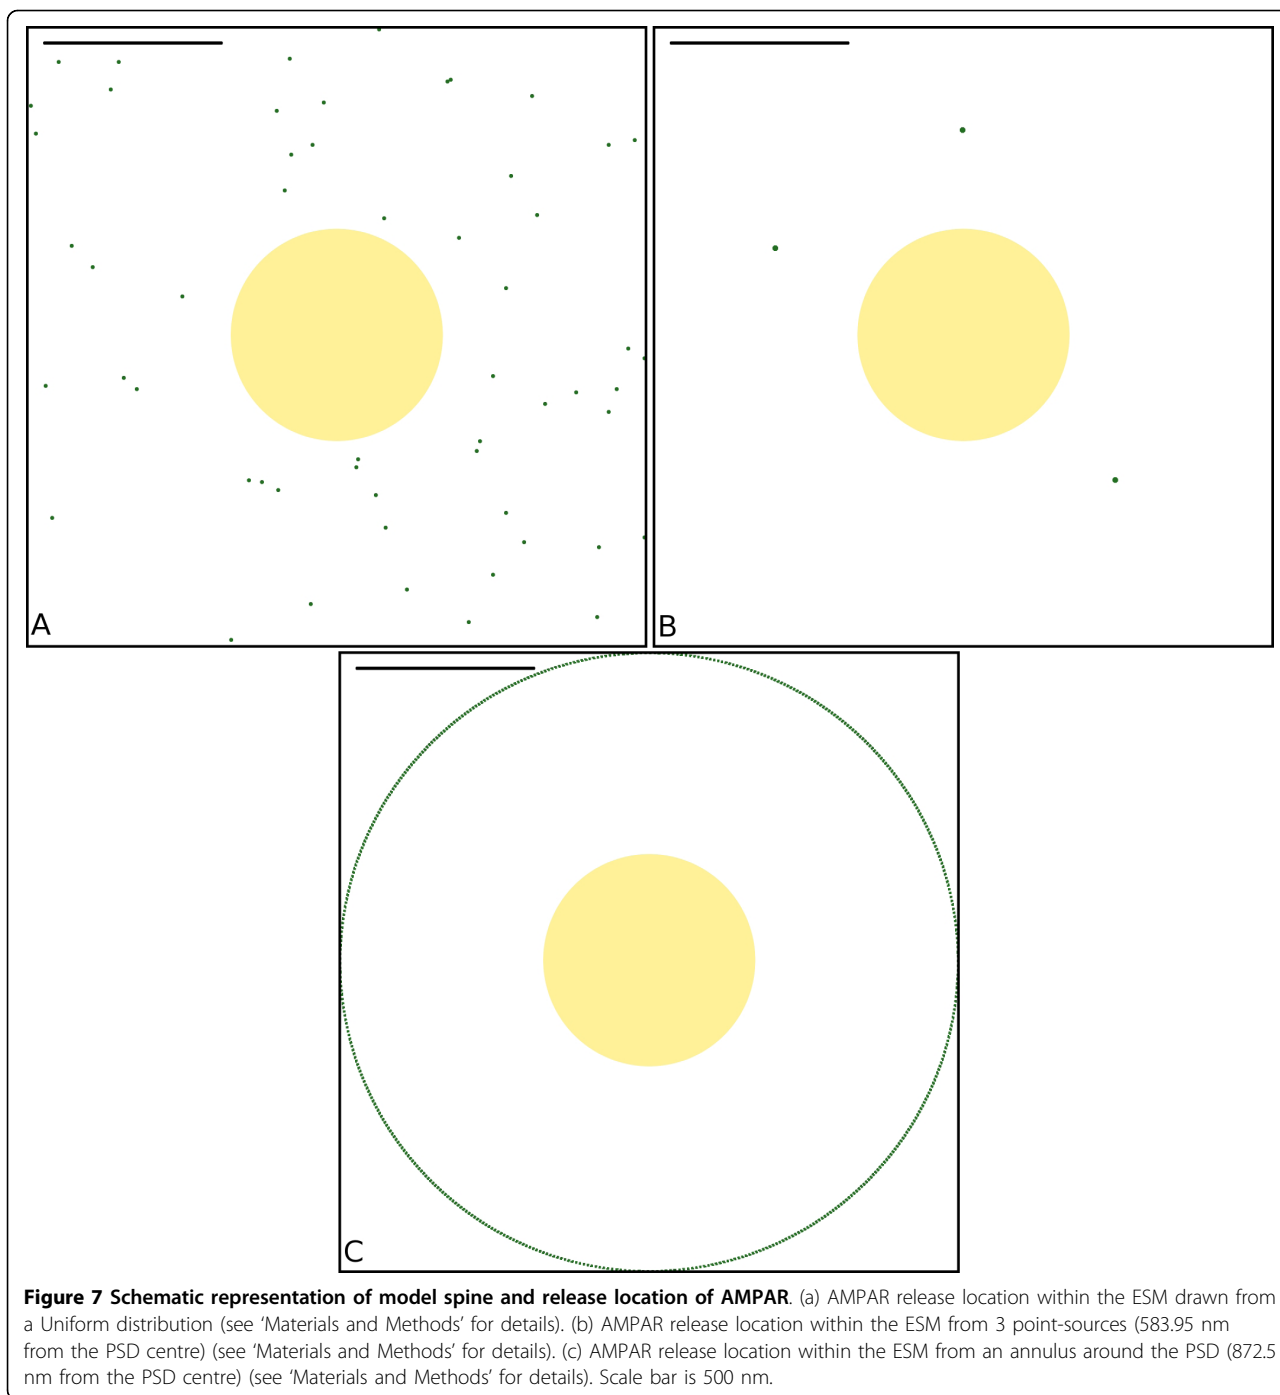 A
B
C
Figure 7 Schematic representation of model spine and release location of AMPAR. (a) AMPAR release location within the ESM drawn from
a Uniform distribution (see ‘Materials and Methods’ for details). (b) AMPAR release location within the ESM from 3 point-sources (583.95 nm
from the PSD centre) (see ‘Materials and Methods’ for details). (c) AMPAR release location within the ESM from an annulus around the PSD (872.5
nm from the PSD centre) (see ‘Materials and Methods’ for details). Scale bar is 500 nm.